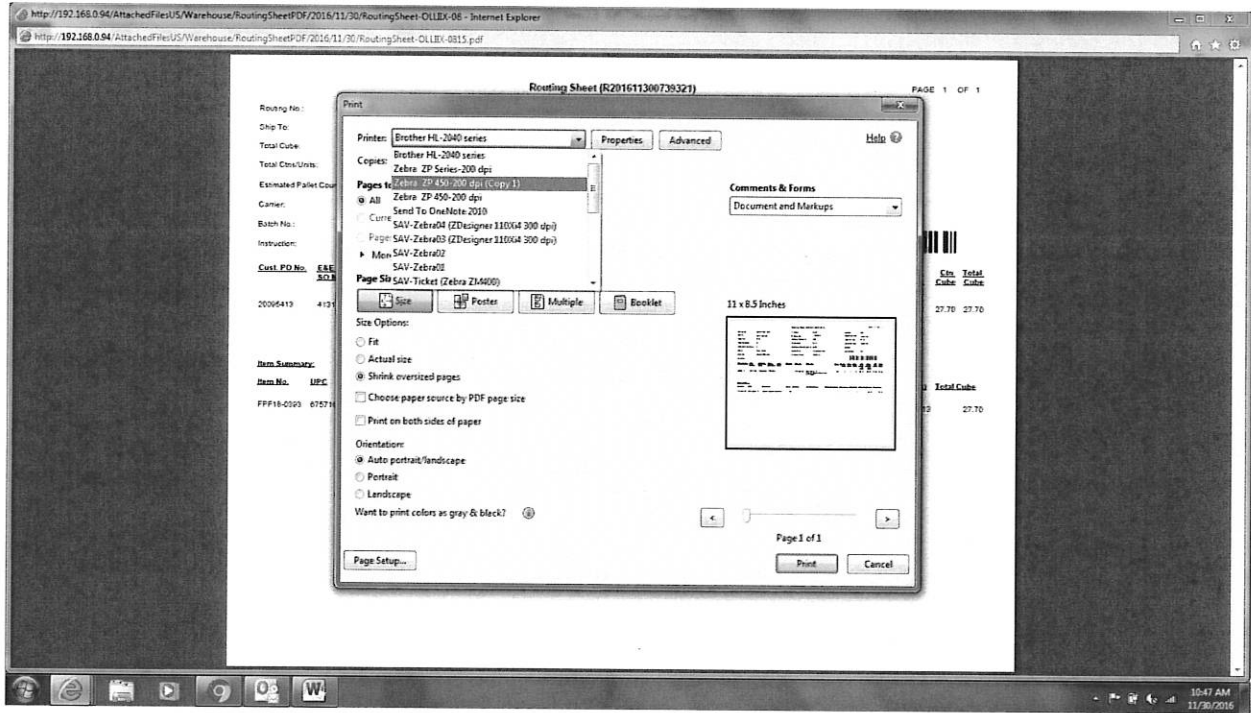 http://192.168.0.94/AttachedFilesUS/Warehouse/RoutingSheetPDF/2016/11/30/RoutingSheet-OLLIEX-06 - Internet Explorer
http://192.168.0.94/AttachedFilesUS/Warehouse/RoutingSheetPDF/2016/11/30/RoutingSheet-OLLIEX-0815.pdf
Routing Sheet (R201611300739321)
PAGE 1 OF 1
Routing No.:
Ship To:
Total Cube:
Total Ctns/Units:
Estimated Pallet Cou
Carrier:
Batch No.:
Instruction:
Cust. PO No. E&E SO N
Ctn Cube Total Cube
20095413 4131
27.70 27.70
Item Summary:
Item No. UPC
Total Cube
FPF18-0393 675716
27.70
Print
Printer: Brother HL-2040 series Properties Advanced Help
Copies:
Brother HL-2040 series
Zebra ZP Series-200 dpi
Zebra ZP 450-200 dpi (Copy 1)
Zebra ZP 450-200 dpi
Send To OneNote 2010
SAV-Zebra04 (ZDesigner 110Xi4 300 dpi)
SAV-Zebra03 (ZDesigner 110Xi4 300 dpi)
SAV-Zebra02
SAV-Zebra01
SAV-Ticket (Zebra ZM400)
Pages to
All
Curre
Page
Mor
Comments & Forms
Document and Markups
Page Siz
Size Poster Multiple Booklet
11 x 8.5 Inches
Size Options:
Fit
Actual size
Shrink oversized pages
Choose paper source by PDF page size
Print on both sides of paper
Orientation:
Auto portrait/landscape
Portrait
Landscape
Want to print colors as gray & black?
< >
Page 1 of 1
Page Setup... Print Cancel
10:47 AM
11/30/2016